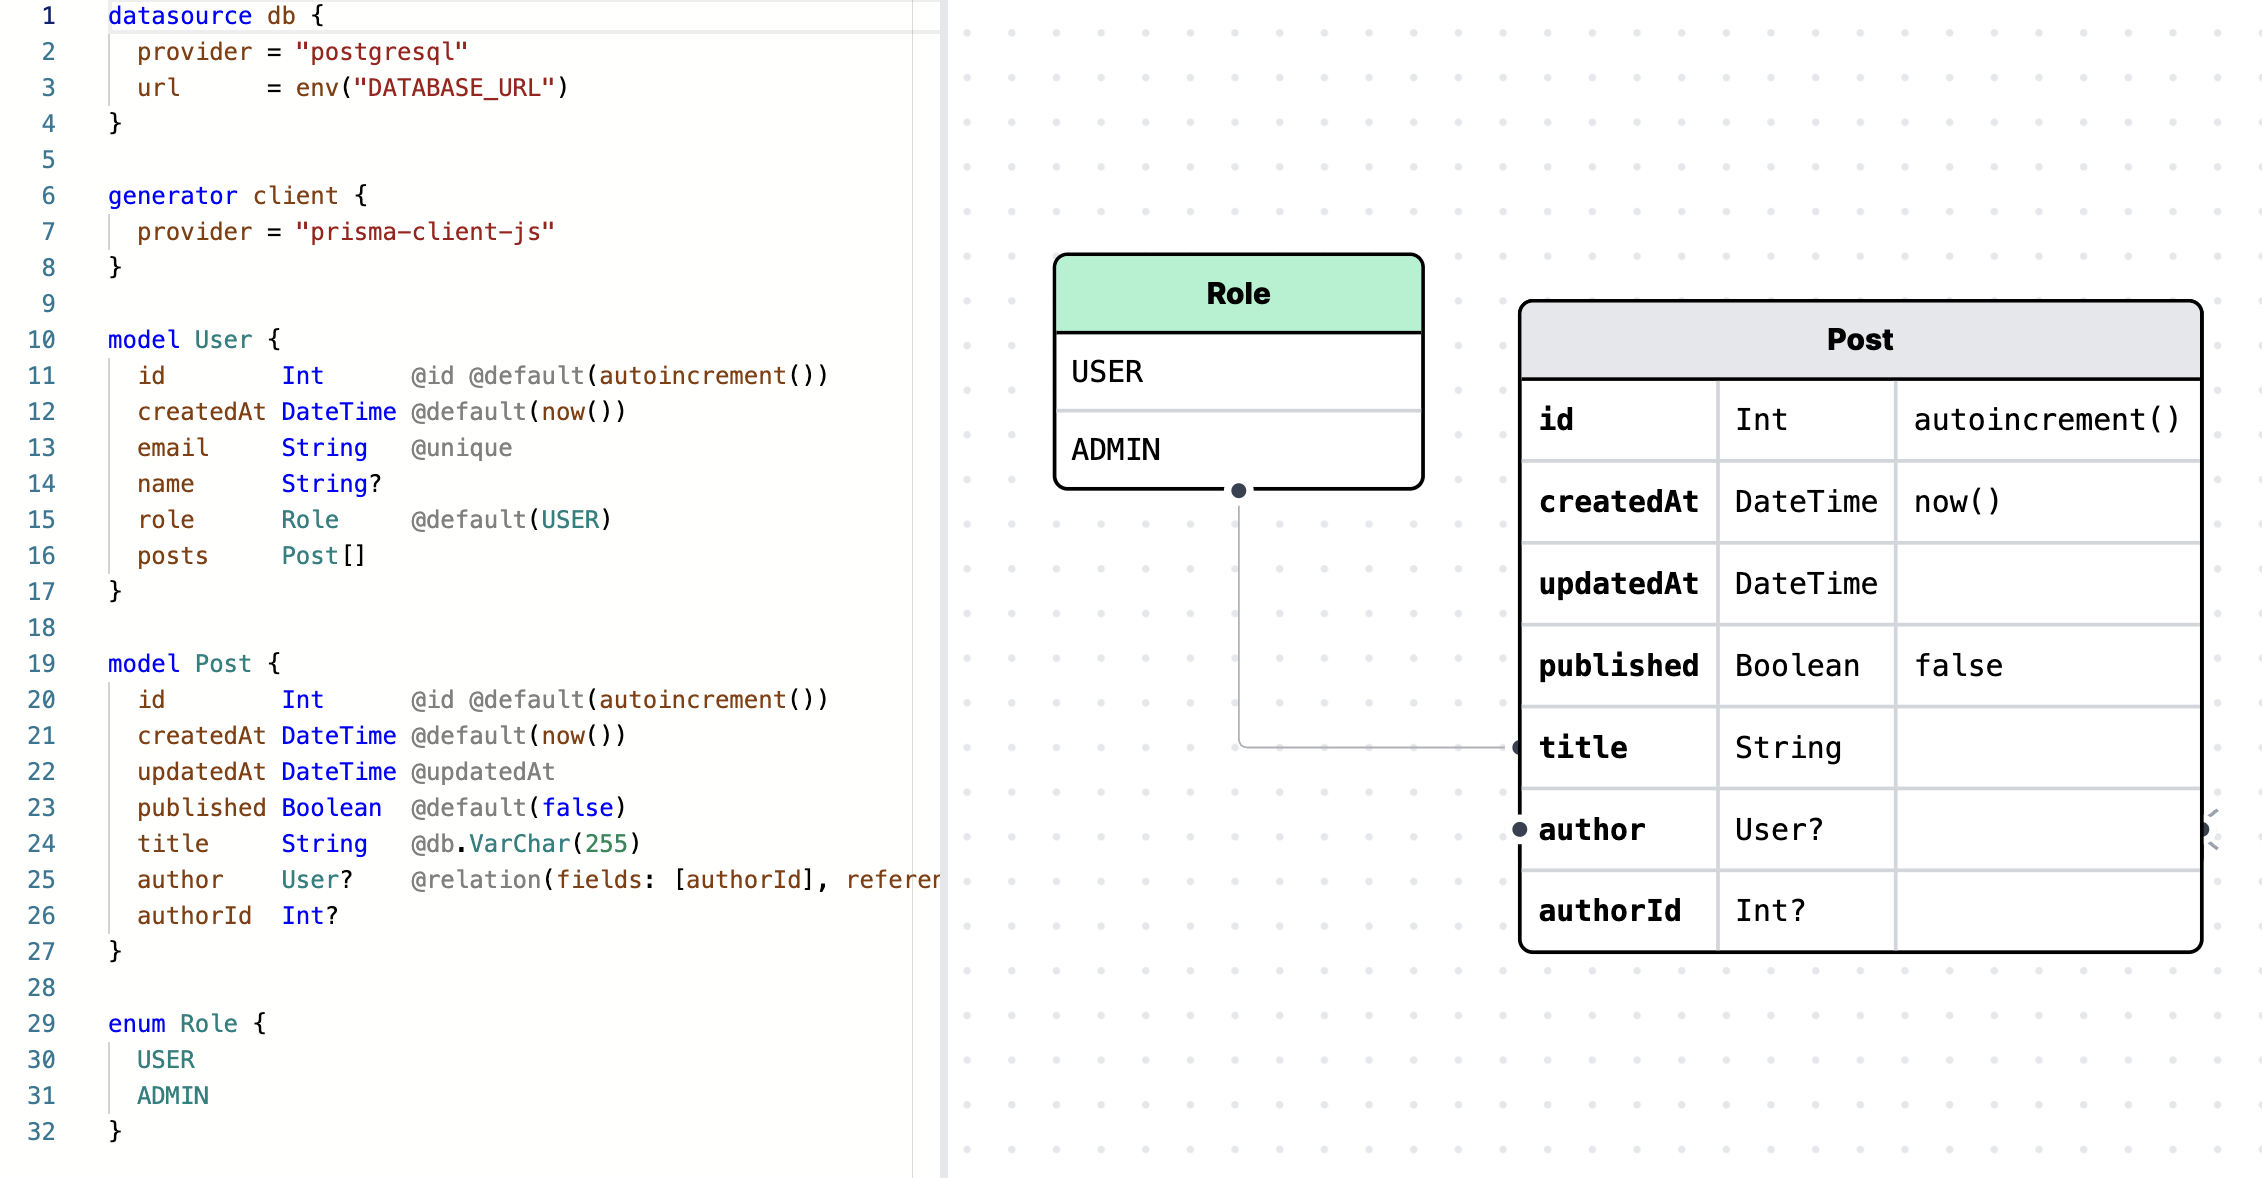 1 datasource db {
2 provider = "postgresql"
3 url = env("DATABASE_URL")
4 }
5
6 generator client {
7 provider = "prisma-client-js"
8 }
9
10 model User {
11 id Int @id @default(autoincrement())
12 createdAt DateTime @default(now())
13 email String @unique
14 name String?
15 role Role @default(USER)
16 posts Post[]
17 }
18
19 model Post {
20 id Int @id @default(autoincrement())
21 createdAt DateTime @default(now())
22 updatedAt DateTime @updatedAt
23 published Boolean @default(false)
24 title String @db.VarChar(255)
25 author User? @relation(fields: [authorId], refer
26 authorId Int?
27 }
28
29 enum Role {
30 USER
31 ADMIN
32 }
Role
USER
ADMIN
Post
id Int autoincrement()
createdAt DateTime now()
updatedAt DateTime
published Boolean false
title String
author User?
authorId Int?